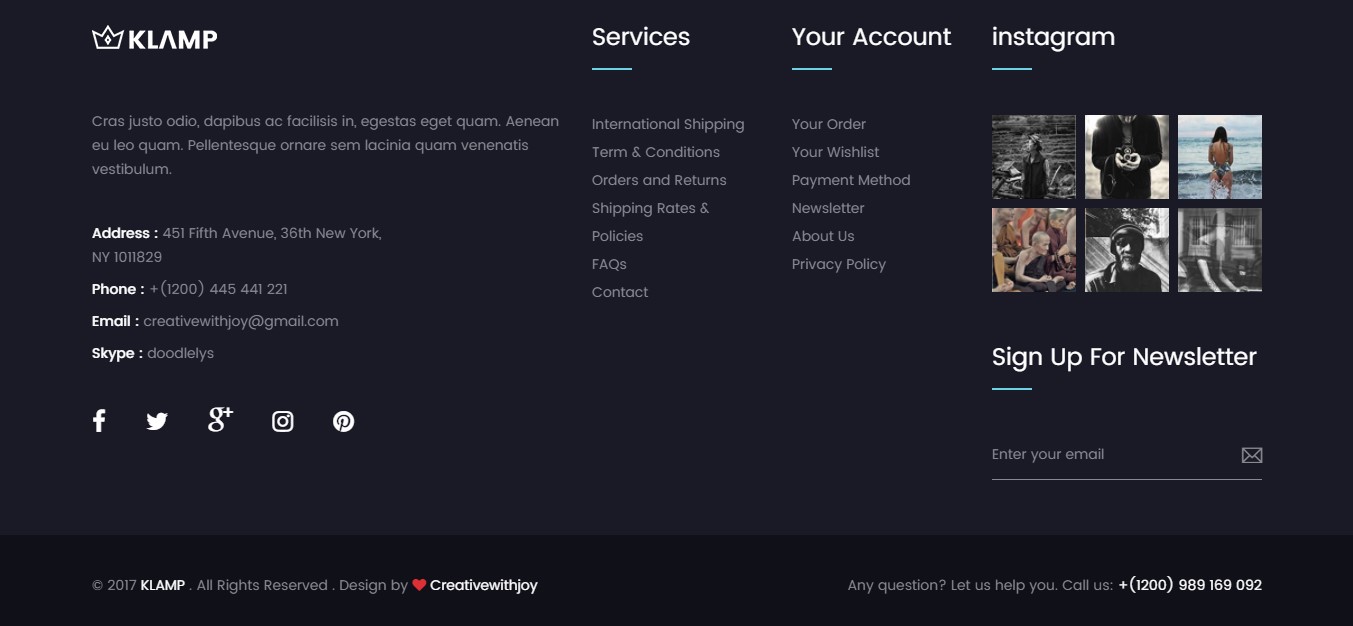 KLAMP
Cras justo odio, dapibus ac facilisis in, egestas eget quam. Aenean
eu leo quam. Pellentesque ornare sem lacinia quam venenatis
vestibulum.
Address : 451 Fifth Avenue, 36th New York,
NY 1011829
Phone : +(1200) 445 441 221
Email : creativewithjoy@gmail.com
Skype : doodlelys
Services
International Shipping
Term & Conditions
Orders and Returns
Shipping Rates &
Policies
FAQs
Contact
Your Account
Your Order
Your Wishlist
Payment Method
Newsletter
About Us
Privacy Policy
instagram
Sign Up For Newsletter
Enter your email
© 2017 KLAMP . All Rights Reserved . Design by ❤ Creativewithjoy
Any question? Let us help you. Call us: +(1200) 989 169 092